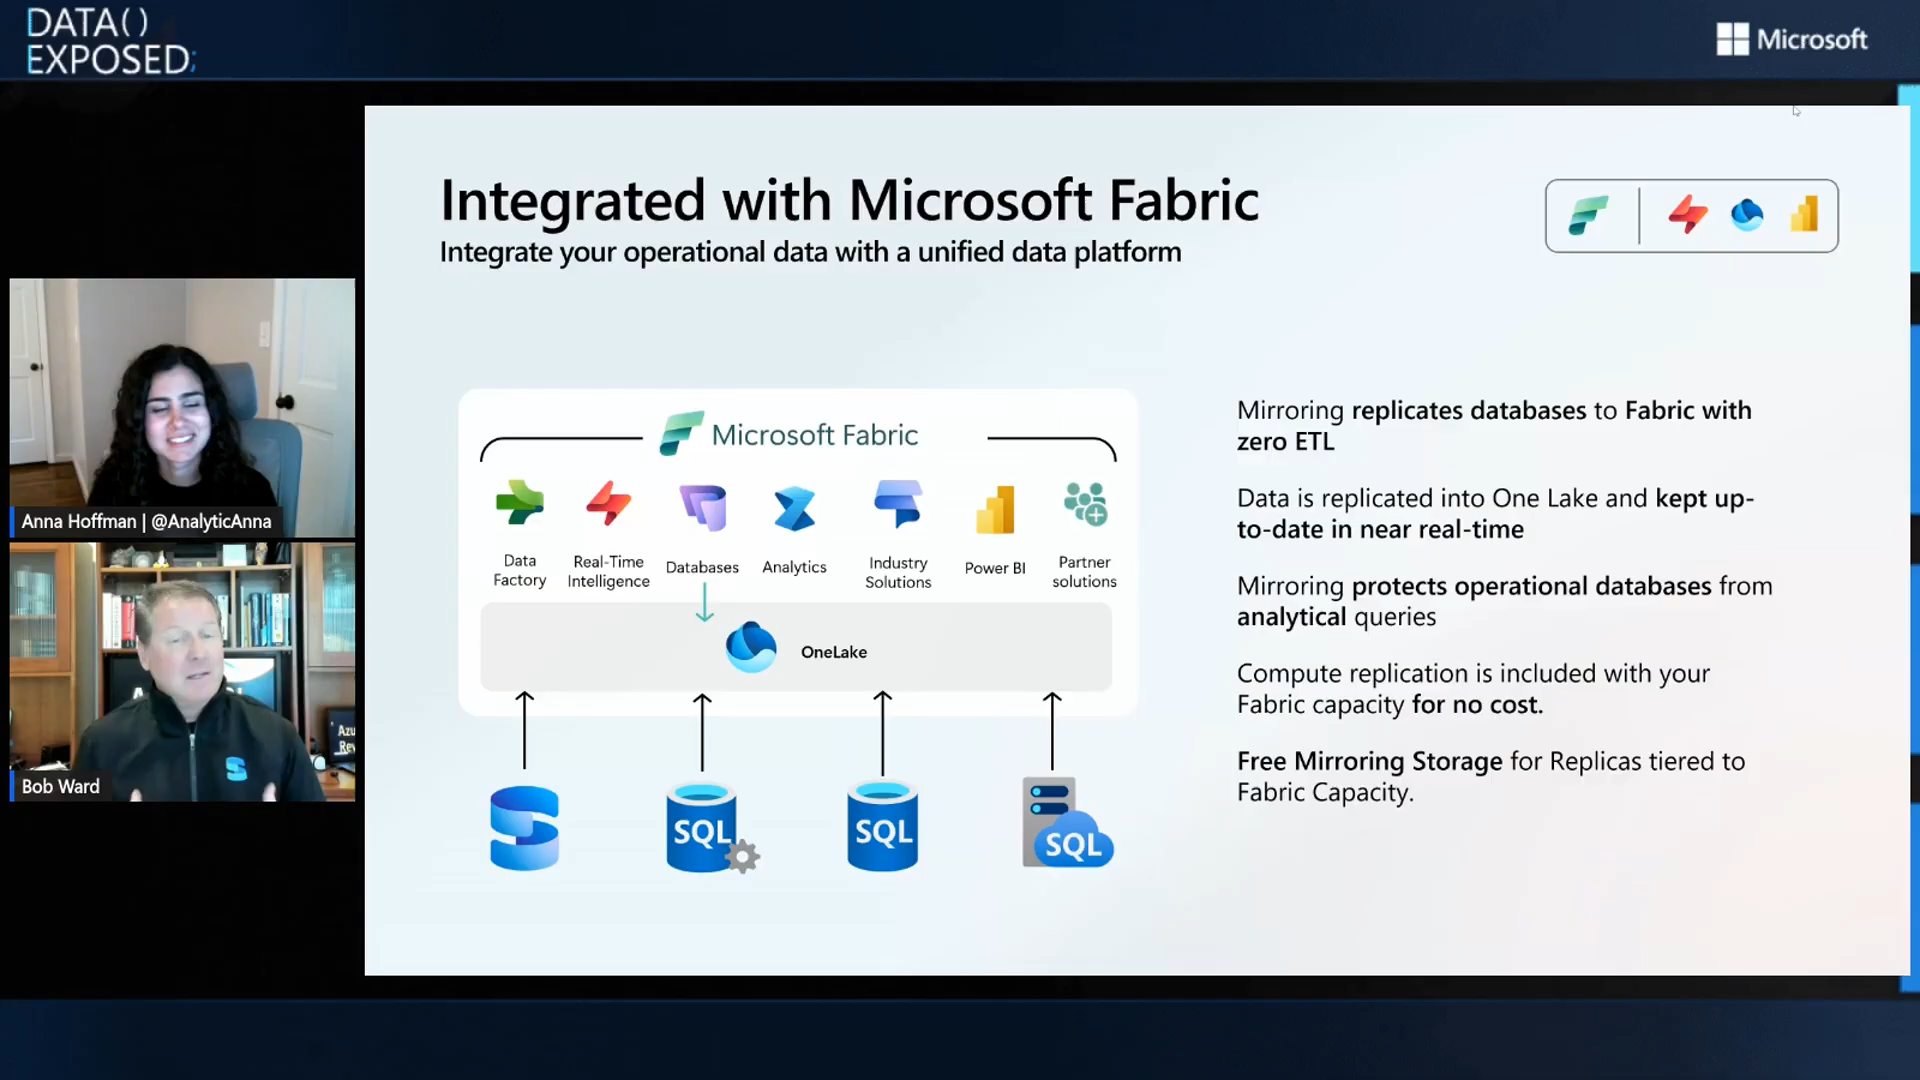 DATA()
EXPOSED;
Microsoft
Integrated with Microsoft Fabric
Integrate your operational data with a unified data platform
Microsoft Fabric
Data
Factory
Real-Time
Intelligence
Databases
Analytics
Industry
Solutions
Power BI
Partner
solutions
OneLake
SQL
SQL
SQL
Mirroring replicates databases to Fabric with
zero ETL
Data is replicated into One Lake and kept up-
to-date in near real-time
Mirroring protects operational databases from
analytical queries
Compute replication is included with your
Fabric capacity for no cost.
Free Mirroring Storage for Replicas tiered to
Fabric Capacity.
Anna Hoffman | @AnalyticAnna
Bob Ward